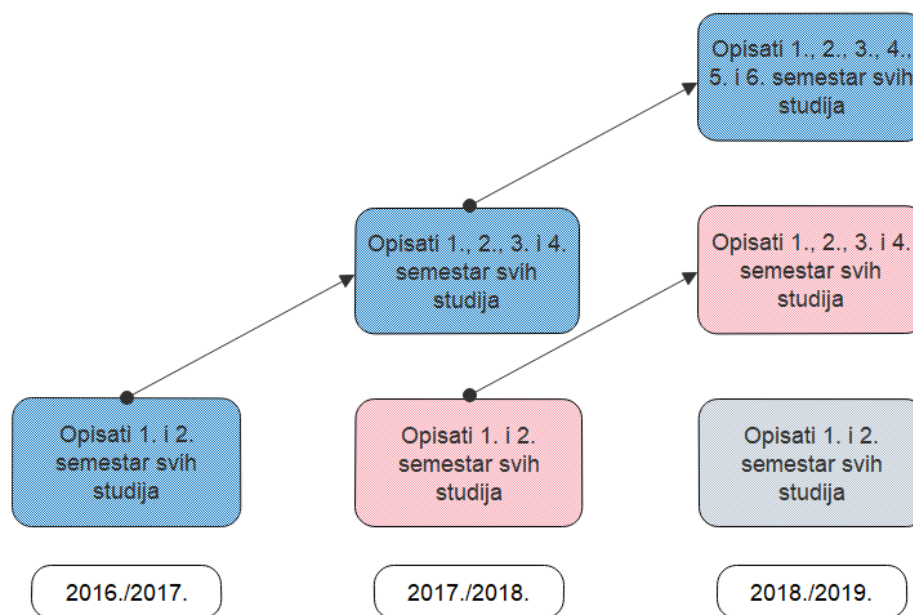 Opisati 1., 2., 3., 4.,
5. i 6. semestar svih
studija
Opisati 1., 2., 3. i 4.
semestar svih
studija
Opisati 1., 2., 3. i 4.
semestar svih
studija
Opisati 1. i 2.
semestar svih
studija
Opisati 1. i 2.
semestar svih
studija
Opisati 1. i 2.
semestar svih
studija
2016./2017.
2017./2018.
2018./2019.